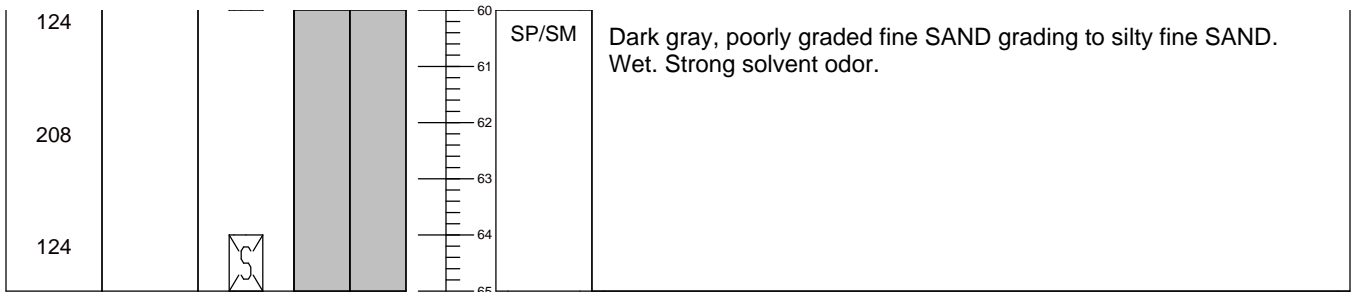 124
208
124
S
60
61
62
63
64
65
SP/SM
Dark gray, poorly graded fine SAND grading to silty fine SAND.
Wet. Strong solvent odor.